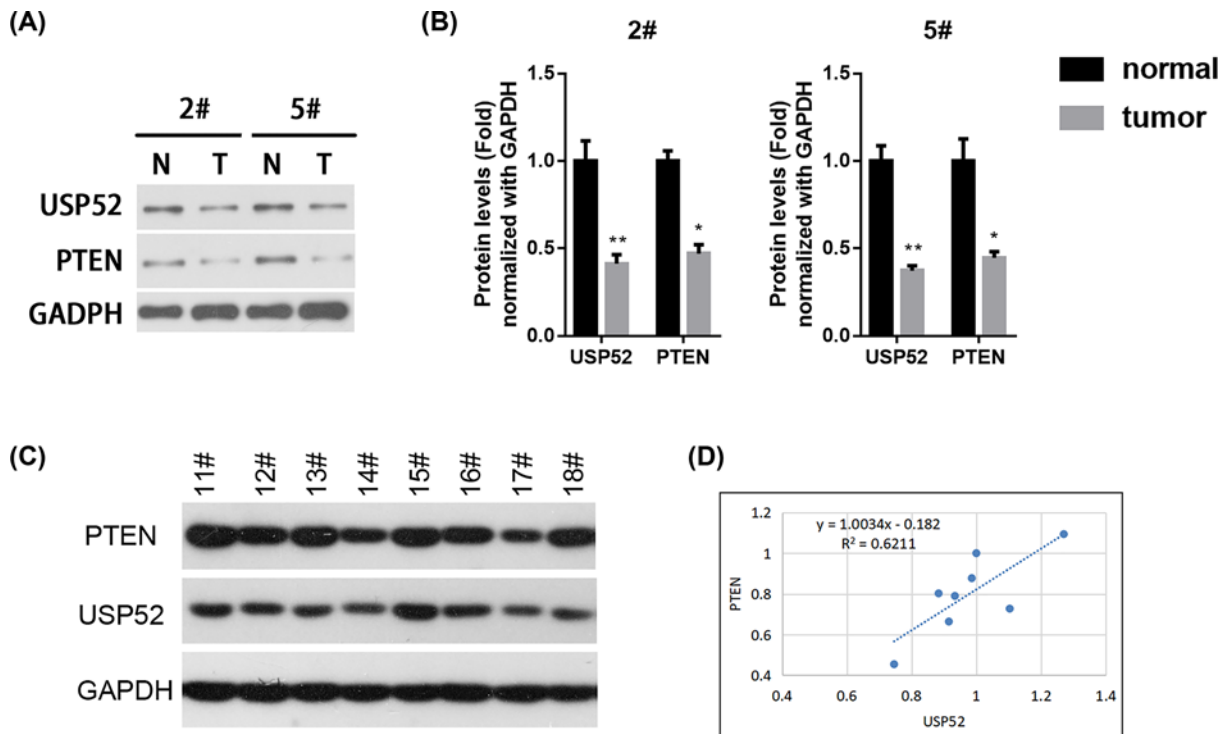 (A)
2# 5#
N T N T
USP52
PTEN
GADPH
(B)
2#
Protein levels (Fold)
normalized with GAPDH
1.5
1.0
0.5
0.0
** *
USP52 PTEN
5#
Protein levels (Fold)
normalized with GAPDH
1.5
1.0
0.5
0.0
** *
USP52 PTEN
normal
tumor
(C)
11# 12# 13# 14# 15# 16# 17# 18#
PTEN
USP52
GAPDH
(D)
y = 1.0034x - 0.182
R² = 0.6211
PTEN
1.2
1
0.8
0.6
0.4
0.4 0.6 0.8 1 1.2 1.4
USP52